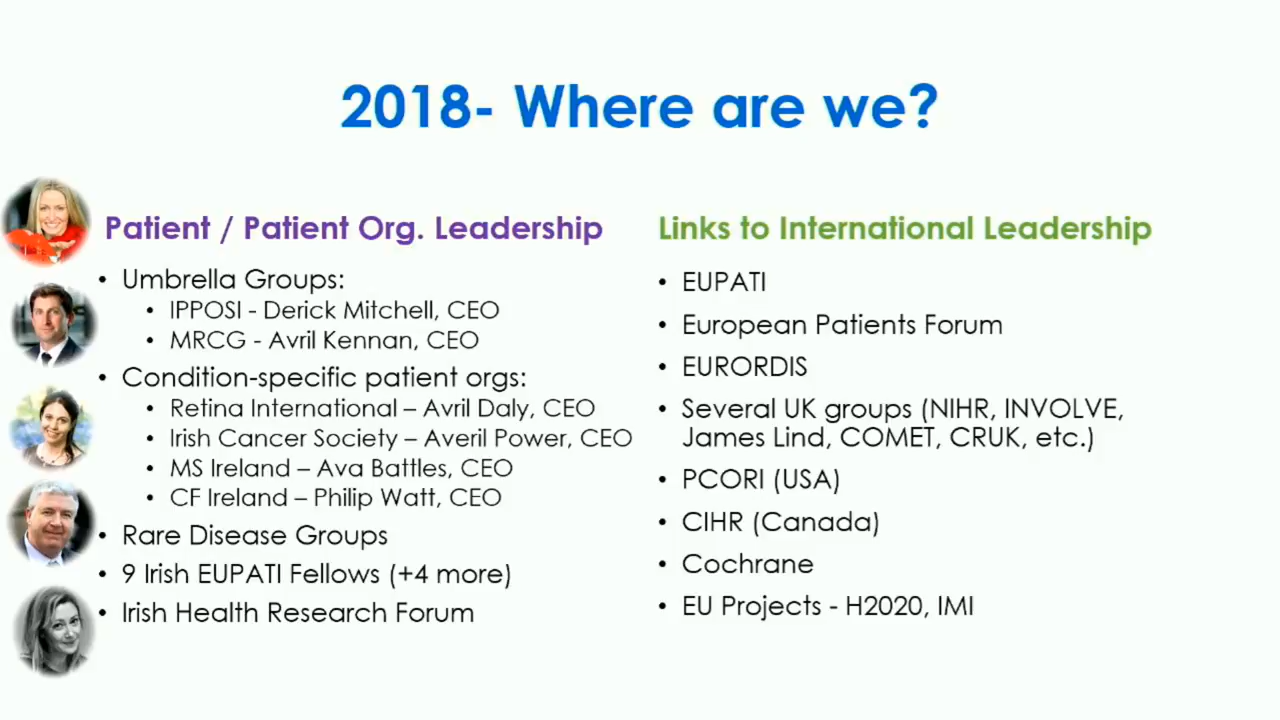 2018- Where are we?
Patient / Patient Org. Leadership
• Umbrella Groups:
• IPPOSI - Derick Mitchell, CEO
• MRCG - Avril Kennan, CEO
• Condition-specific patient orgs:
• Retina International – Avril Daly, CEO
• Irish Cancer Society – Averil Power, CEO
• MS Ireland – Ava Battles, CEO
• CF Ireland – Philip Watt, CEO
• Rare Disease Groups
• 9 Irish EUPATI Fellows (+4 more)
• Irish Health Research Forum
Links to International Leadership
• EUPATI
• European Patients Forum
• EURORDIS
• Several UK groups (NIHR, INVOLVE,
James Lind, COMET, CRUK, etc.)
• PCORI (USA)
• CIHR (Canada)
• Cochrane
• EU Projects - H2020, IMI